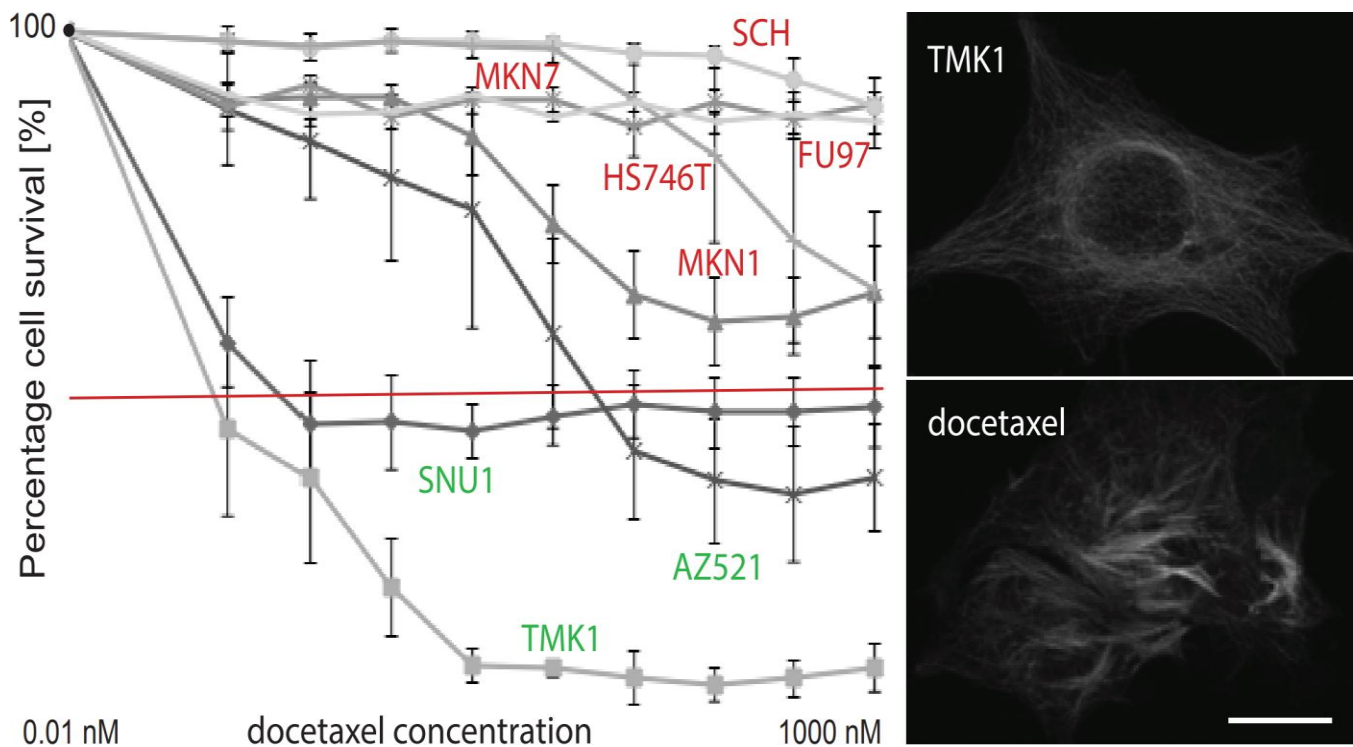 100
Percentage cell survival [%]
SCH
MKN7
HS746T
FU97
MKN1
SNU1
AZ521
TMK1
0.01 nM
docetaxel concentration
1000 nM
TMK1
docetaxel